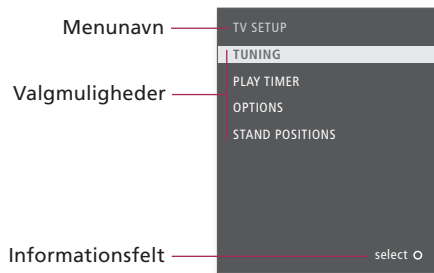 Menunavn
TV SETUP
TUNING
Valgmuligheder
PLAY TIMER
OPTIONS
STAND POSITIONS
Informationsfelt
select